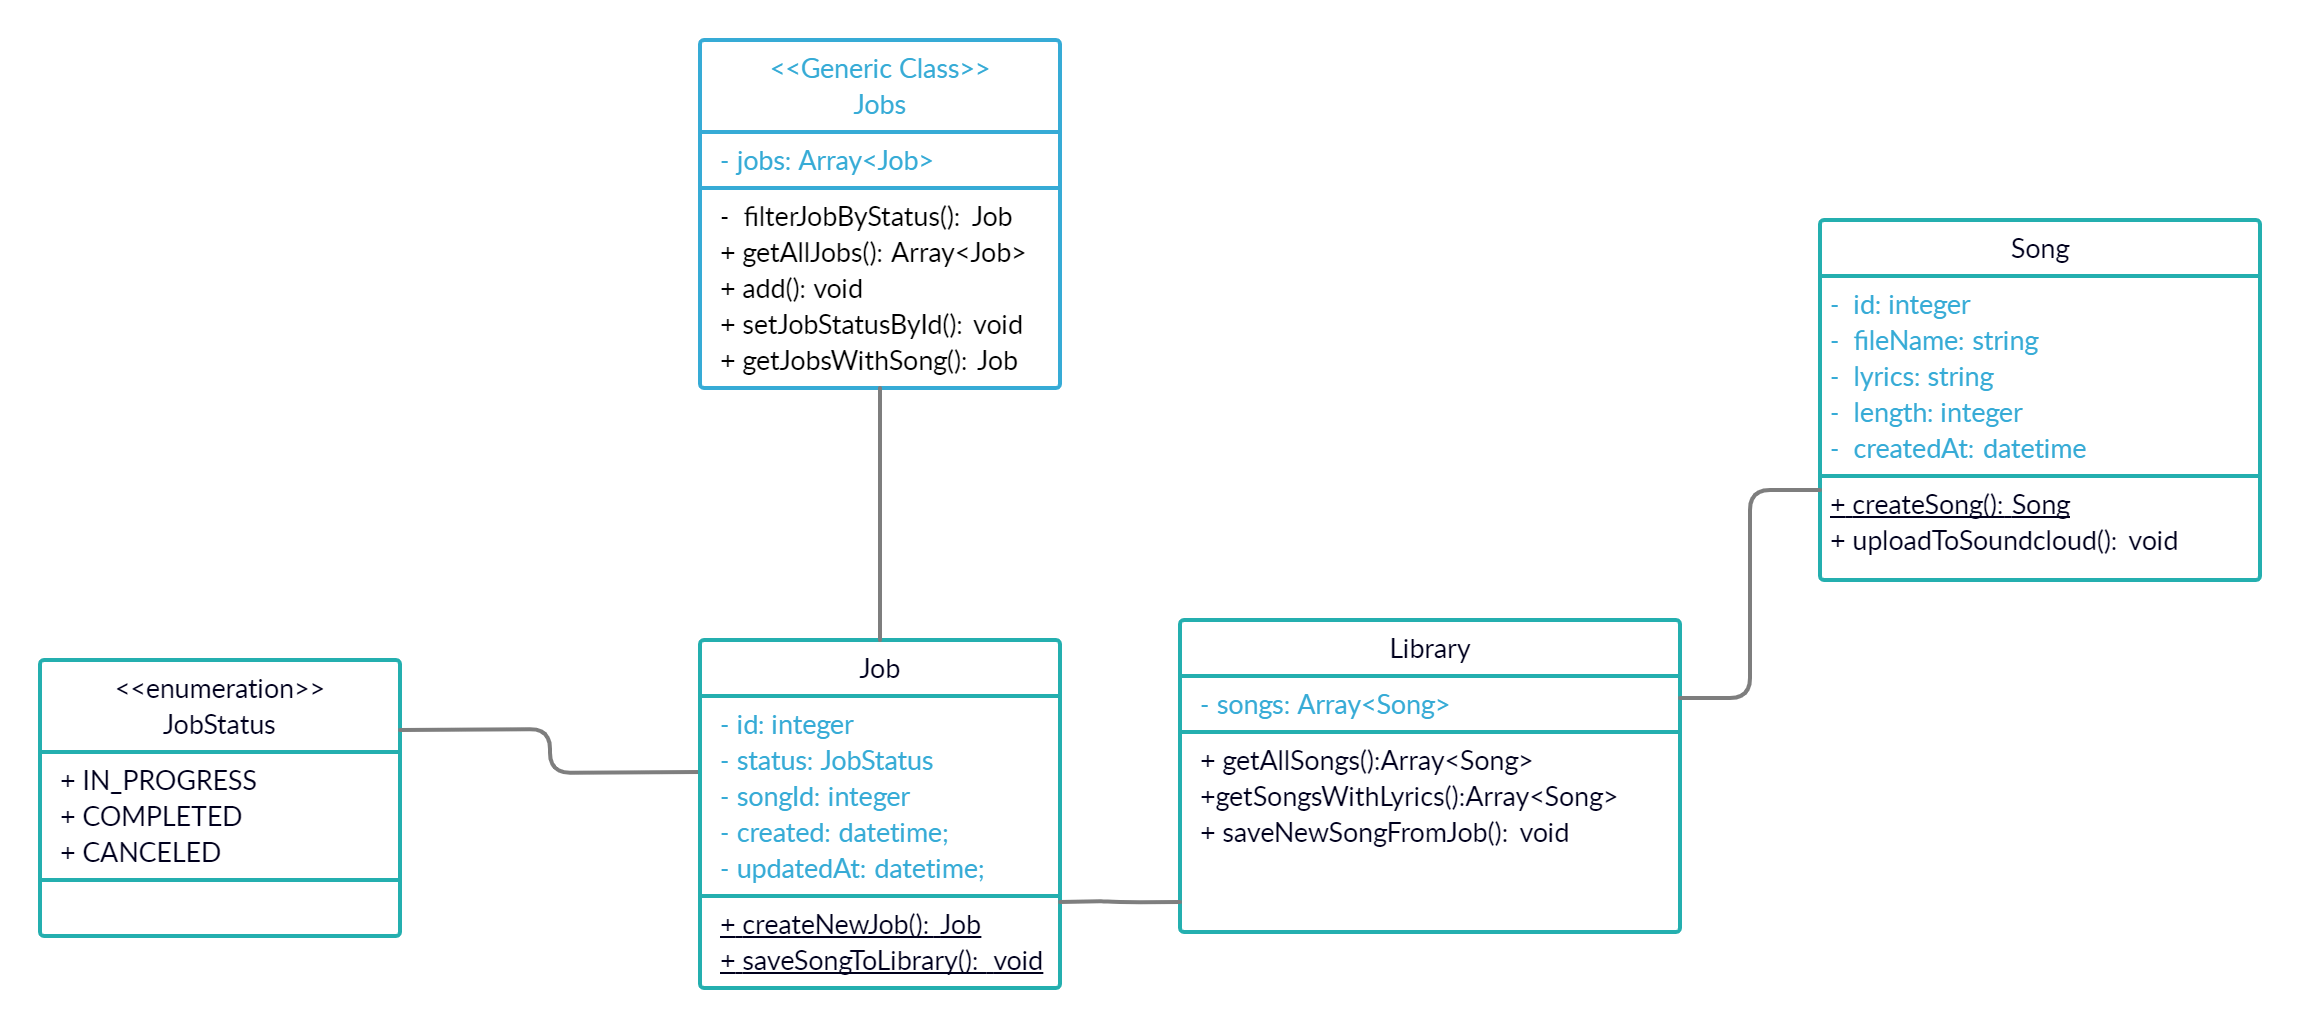 <<Generic Class>>
Jobs
- jobs: Array<Job>
- filterJobByStatus(): Job
+ getAllJobs(): Array<Job>
+ add(): void
+ setJobStatusById(): void
+ getJobsWithSong(): Job
Song
- id: integer
- fileName: string
- lyrics: string
- length: integer
- createdAt: datetime
+ createSong(): Song
+ uploadToSoundcloud(): void
<<enumeration>>
JobStatus
+ IN_PROGRESS
+ COMPLETED
+ CANCELED
Job
- id: integer
- status: JobStatus
- songId: integer
- created: datetime;
- updatedAt: datetime;
+ createNewJob(): Job
+ saveSongToLibrary(): void
Library
- songs: Array<Song>
+ getAllSongs():Array<Song>
+getSongsWithLyrics():Array<Song>
+ saveNewSongFromJob(): void